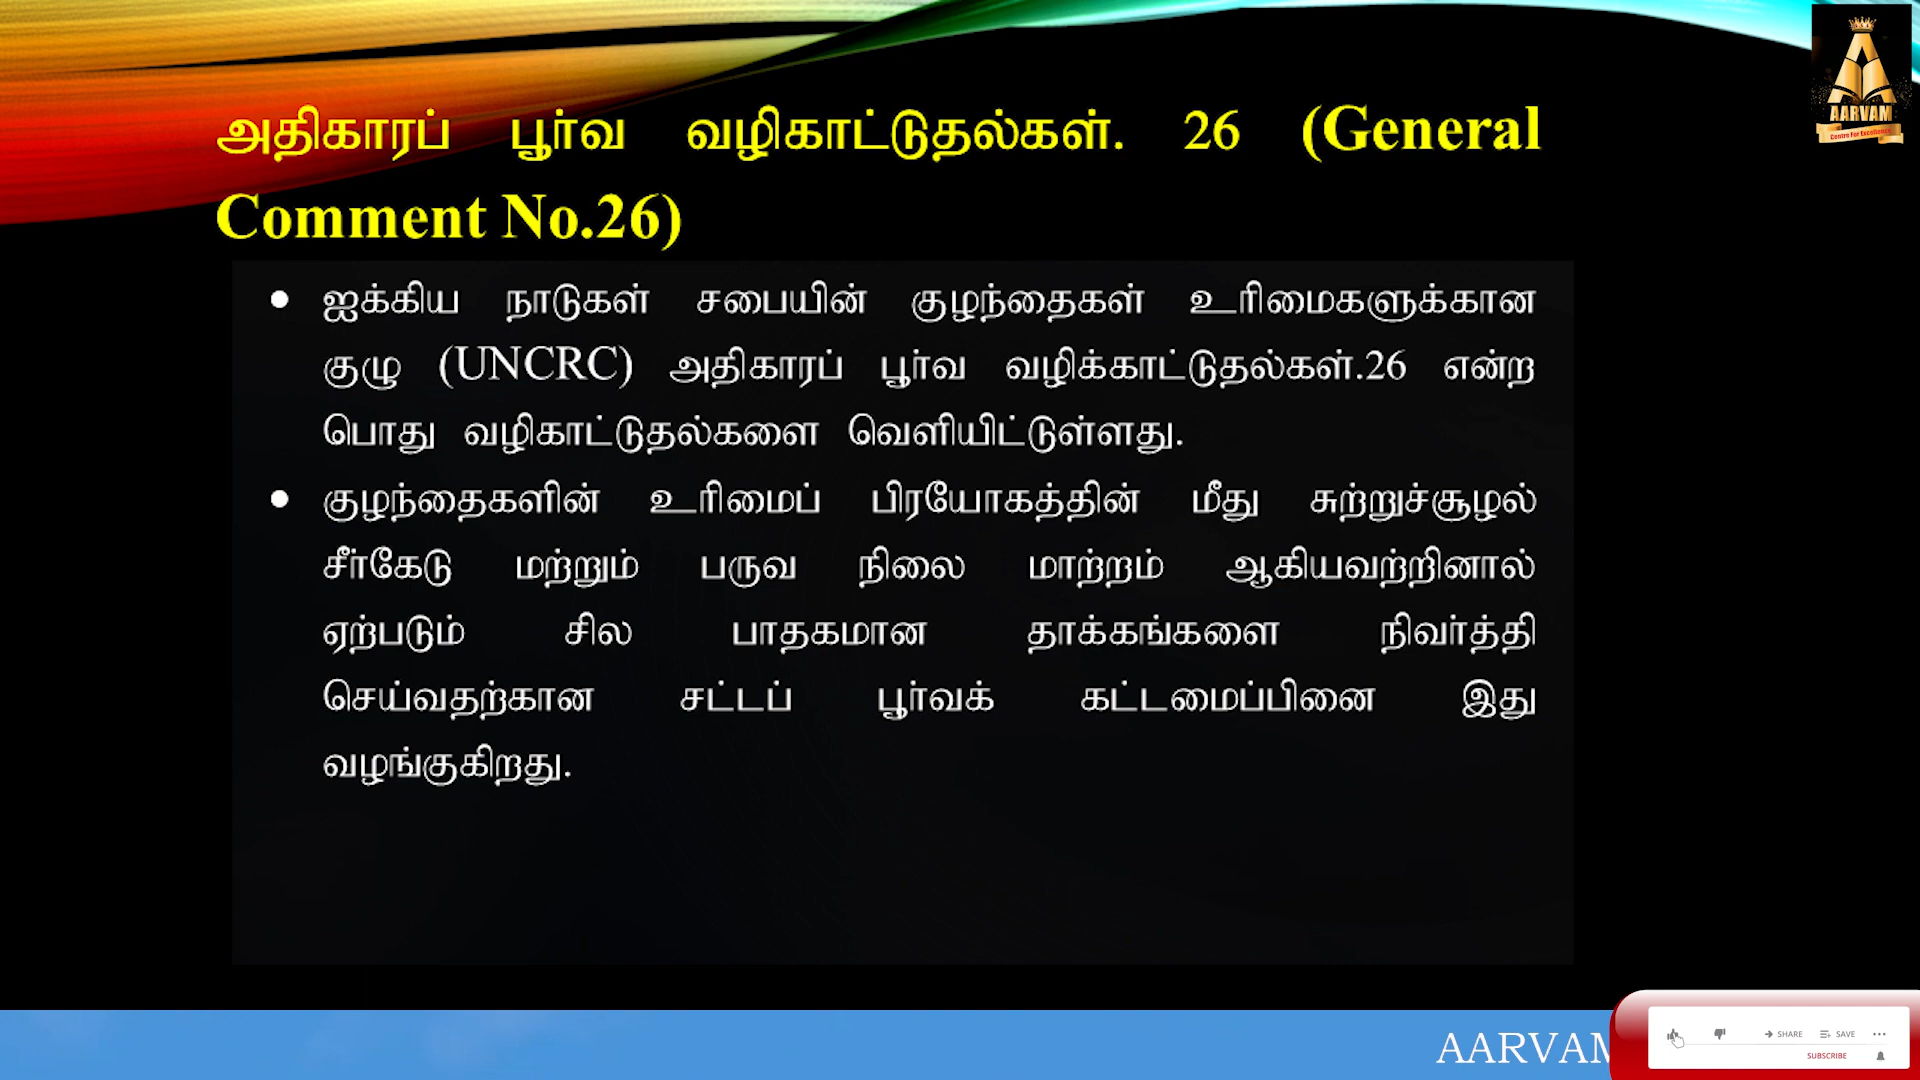 அதிகாரப் பூர்வ வழிகாட்டுதல்கள். 26 (General
Comment No.26)
• ஐக்கிய நாடுகள் சபையின் குழந்தைகள் உரிமைகளுக்கான
குழு (UNCRC) அதிகாரப் பூர்வ வழிக்காட்டுதல்கள்.26 என்ற
பொது வழிகாட்டுதல்களை வெளியிட்டுள்ளது.
• குழந்தைகளின் உரிமைப் பிரயோகத்தின் மீது சுற்றுச்சூழல்
சீர்கேடு மற்றும் பருவ நிலை மாற்றம் ஆகியவற்றினால்
ஏற்படும் சில பாதகமான தாக்கங்களை நிவர்த்தி
செய்வதற்கான சட்டப் பூர்வக் கட்டமைப்பினை இது
வழங்குகிறது.
AARVAM
Centre For Excellence
AARVAM
SHARE SAVE
SUBSCRIBE